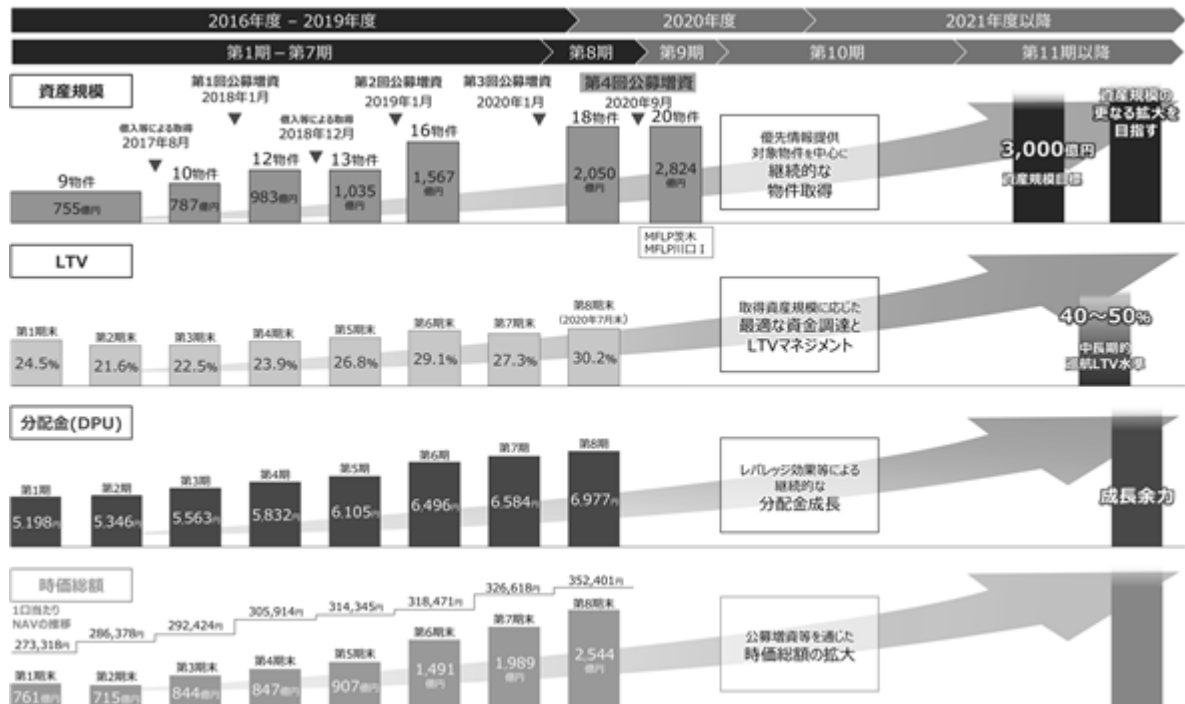 2016年度 – 2019年度
2020年度
2021年度以降
第1期－第7期
第8期
第9期
第10期
第11期以降
資産規模
借入等による取得
2017年8月
第1回公募増資
2018年1月
借入等による取得
2018年12月
第2回公募増資
2019年1月
第3回公募増資
2020年1月
第4回公募増資
2020年9月
9物件
755億円
10物件
787億円
12物件
983億円
13物件
1,035
億円
16物件
1,567
億円
18物件
2,050
億円
20物件
2,824
億円
MFLP茨木
MFLP川口Ⅰ
優先情報提供
対象物件を中心に
継続的な
物件取得
3,000億円
資産規模目標
資産規模の
更なる拡大を
目指す
LTV
第1期末
24.5%
第2期末
21.6%
第3期末
22.5%
第4期末
23.9%
第5期末
26.8%
第6期末
29.1%
第7期末
27.3%
第8期末
(2020年7月末)
30.2%
取得資産規模に応じた
最適な資金調達と
LTVマネジメント
40～50%
中長期的
巡航LTV水準
分配金(DPU)
第1期
5,198円
第2期
5,346円
第3期
5,563円
第4期
5,832円
第5期
6,105円
第6期
6,496円
第7期
6,584円
第8期
6,977円
レバレッジ効果等による
継続的な
分配金成長
成長余力
時価総額
1口当たり
NAVの推移
273,318円
286,378円
292,424円
305,914円
314,345円
318,471円
326,618円
352,401円
第1期末
761億円
第2期末
715億円
第3期末
844億円
第4期末
847億円
第5期末
907億円
第6期末
1,491
億円
第7期末
1,989
億円
第8期末
2,544
億円
公募増資等を通じた
時価総額の拡大